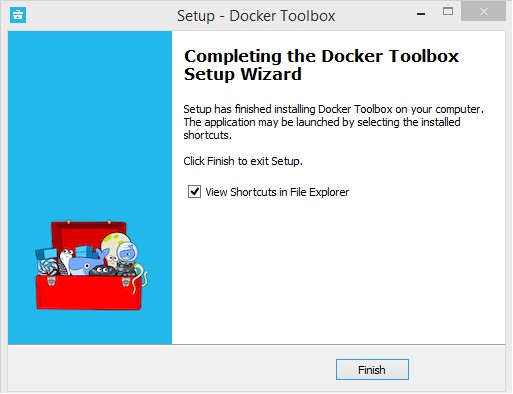 Setup - Docker Toolbox
Completing the Docker Toolbox
Setup Wizard
Setup has finished installing Docker Toolbox on your computer.
The application may be launched by selecting the installed
shortcuts.
Click Finish to exit Setup.
View Shortcuts in File Explorer
Finish